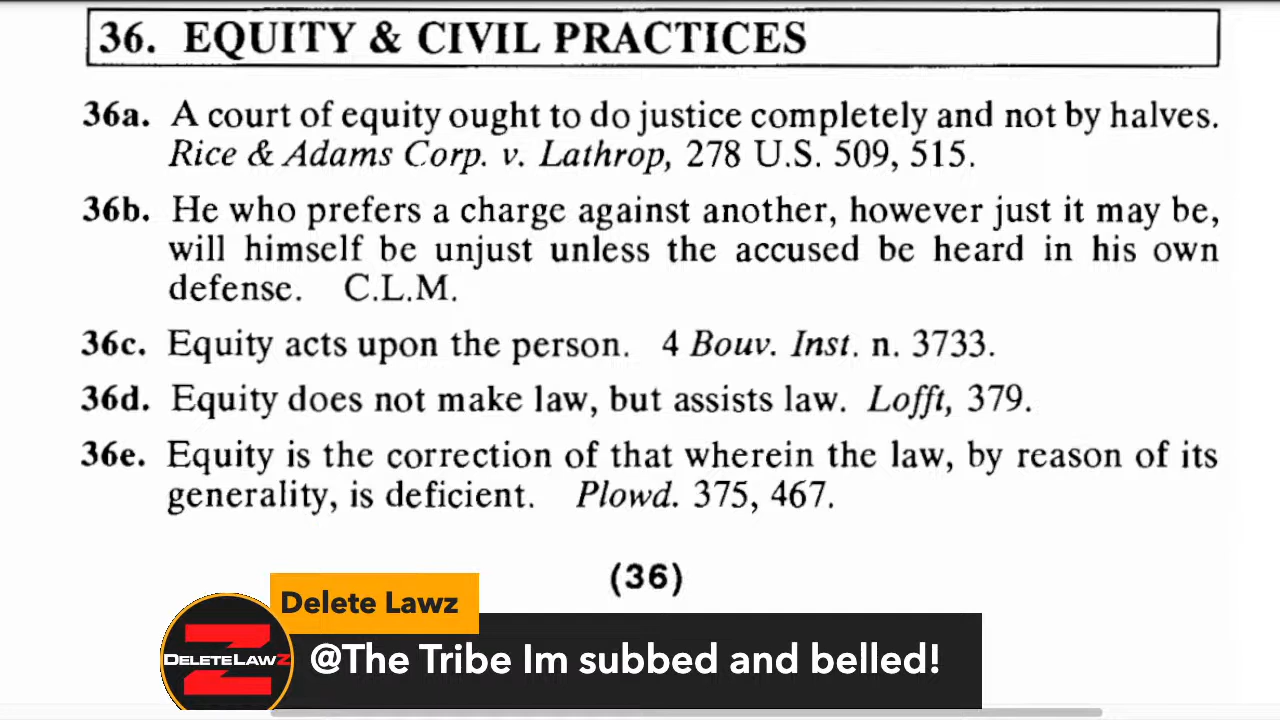 36. EQUITY & CIVIL PRACTICES
36a. A court of equity ought to do justice completely and not by halves.
Rice & Adams Corp. v. Lathrop, 278 U.S. 509, 515.
36b. He who prefers a charge against another, however just it may be,
will himself be unjust unless the accused be heard in his own
defense. C.L.M.
36c. Equity acts upon the person. 4 Bouv. Inst. n. 3733.
36d. Equity does not make law, but assists law. Lofft, 379.
36e. Equity is the correction of that wherein the law, by reason of its
generality, is deficient. Plowd. 375, 467.
(36)
Delete Lawz
DELETELAWZ
@The Tribe Im subbed and belled!